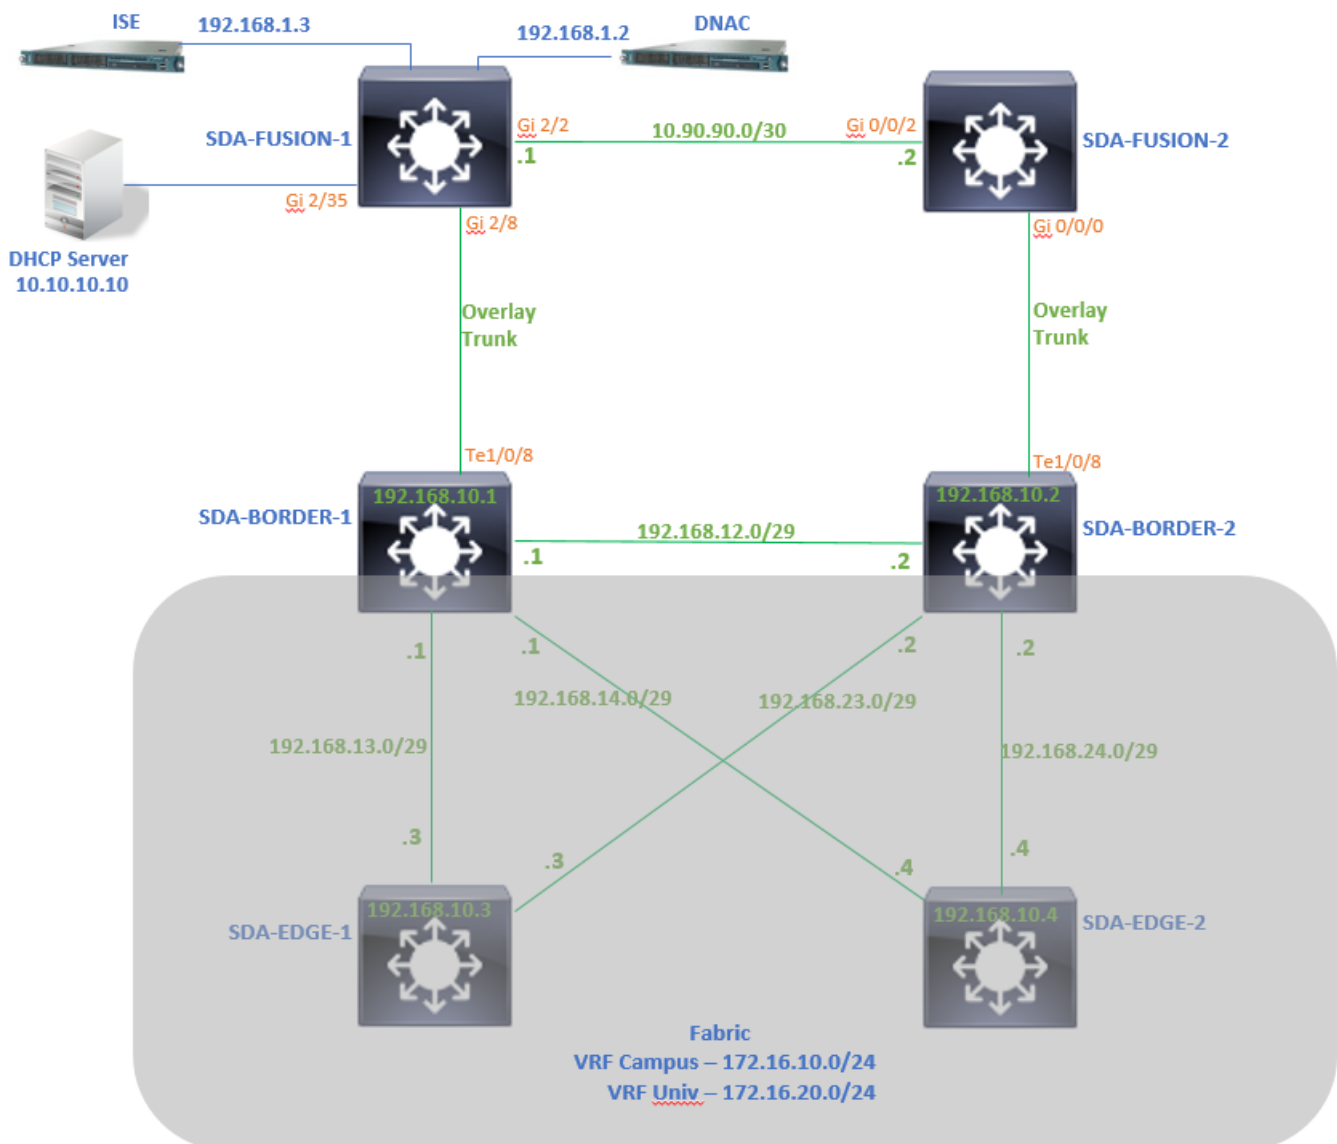 ISE
192.168.1.3
192.168.1.2
DNAC
SDA-FUSION-1
Gi 2/2
10.90.90.0/30
Gi 0/0/2
SDA-FUSION-2
.1
.2
Gi 2/35
Gi 2/8
Gi 0/0/0
DHCP Server
10.10.10.10
Overlay
Trunk
Overlay
Trunk
Te1/0/8
Te1/0/8
192.168.10.1
192.168.10.2
SDA-BORDER-1
192.168.12.0/29
SDA-BORDER-2
.1
.2
.1
.1
.2
.2
192.168.14.0/29
192.168.23.0/29
192.168.13.0/29
192.168.24.0/29
.3
.3
.4
.4
192.168.10.3
192.168.10.4
SDA-EDGE-1
SDA-EDGE-2
Fabric
VRF Campus – 172.16.10.0/24
VRF Univ – 172.16.20.0/24